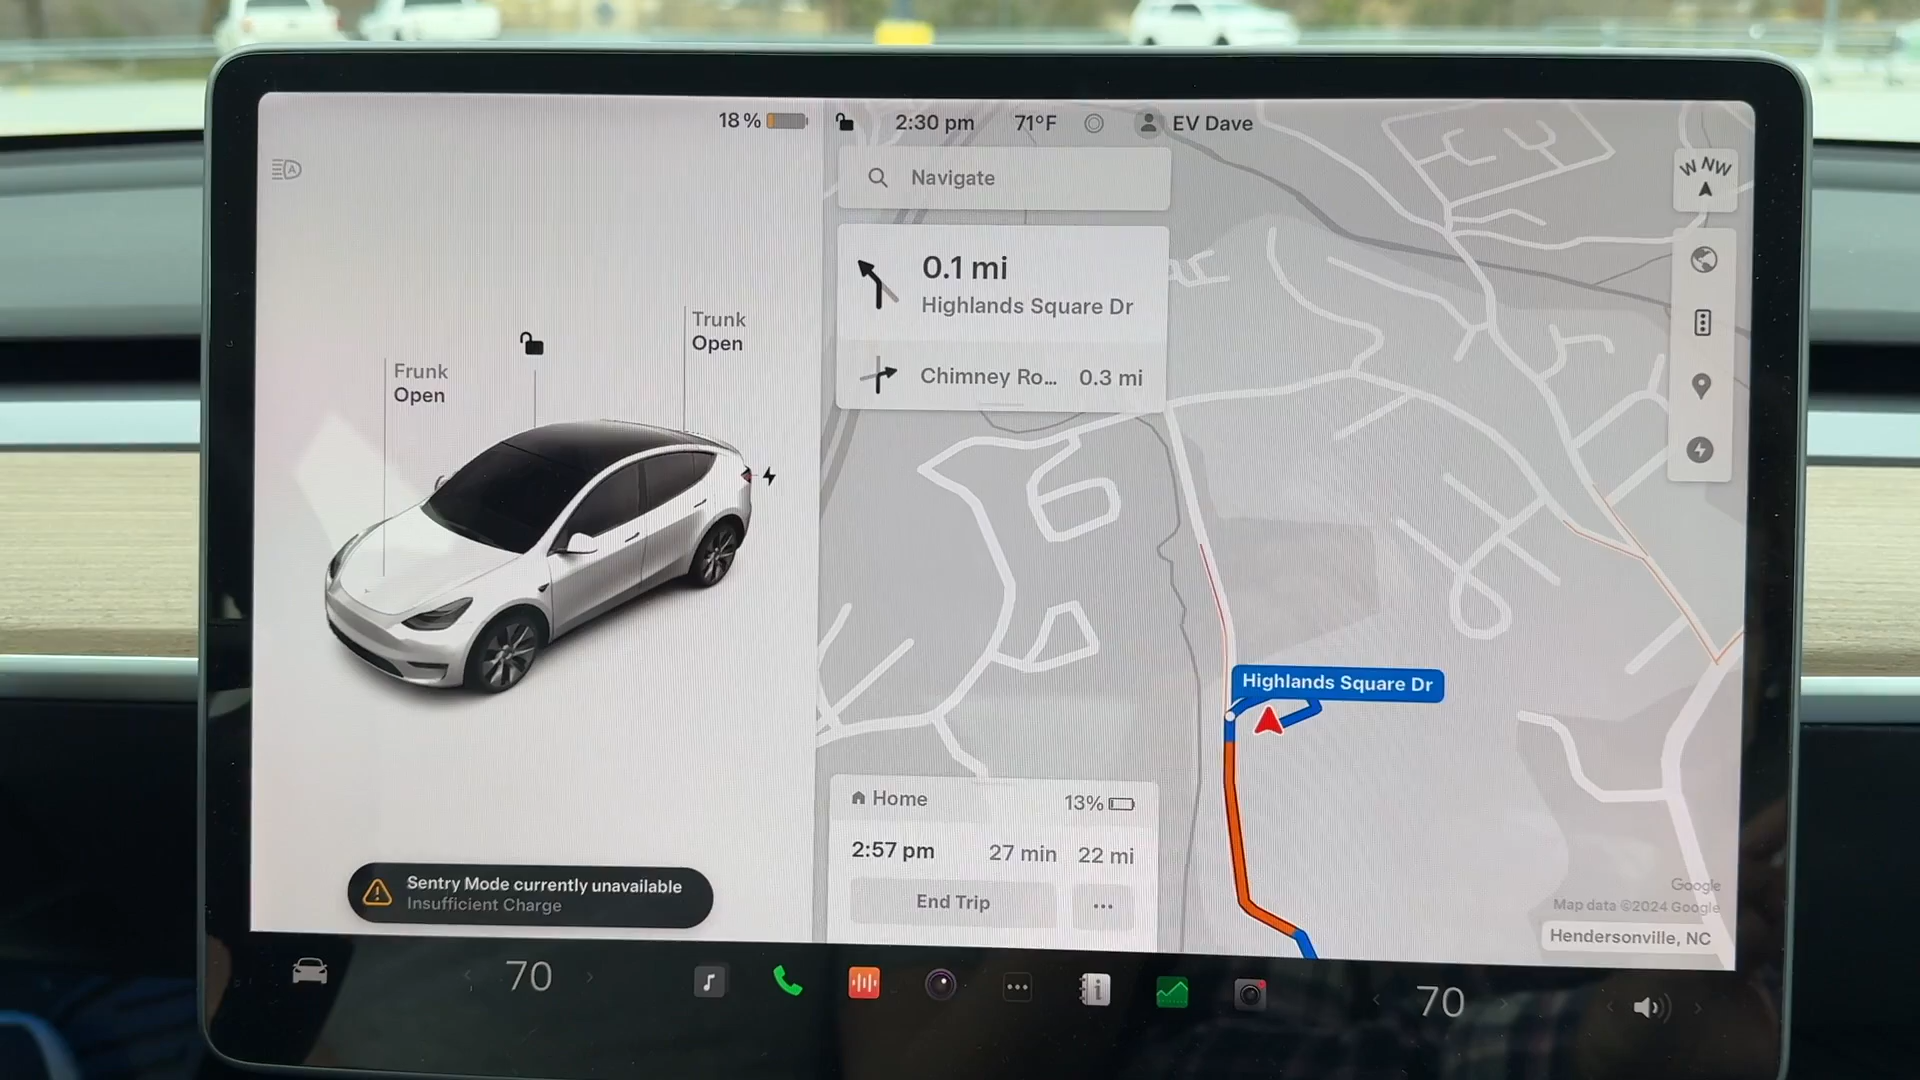 18 %
2:30 pm
71°F
EV Dave
Navigate
W NW
0.1 mi
Highlands Square Dr
Chimney Ro...
0.3 mi
Trunk
Open
Frunk
Open
Highlands Square Dr
Home
13%
2:57 pm
27 min
22 mi
End Trip
Sentry Mode currently unavailable
Insufficient Charge
Google
Map data ©2024 Google
Hendersonville, NC
70
70